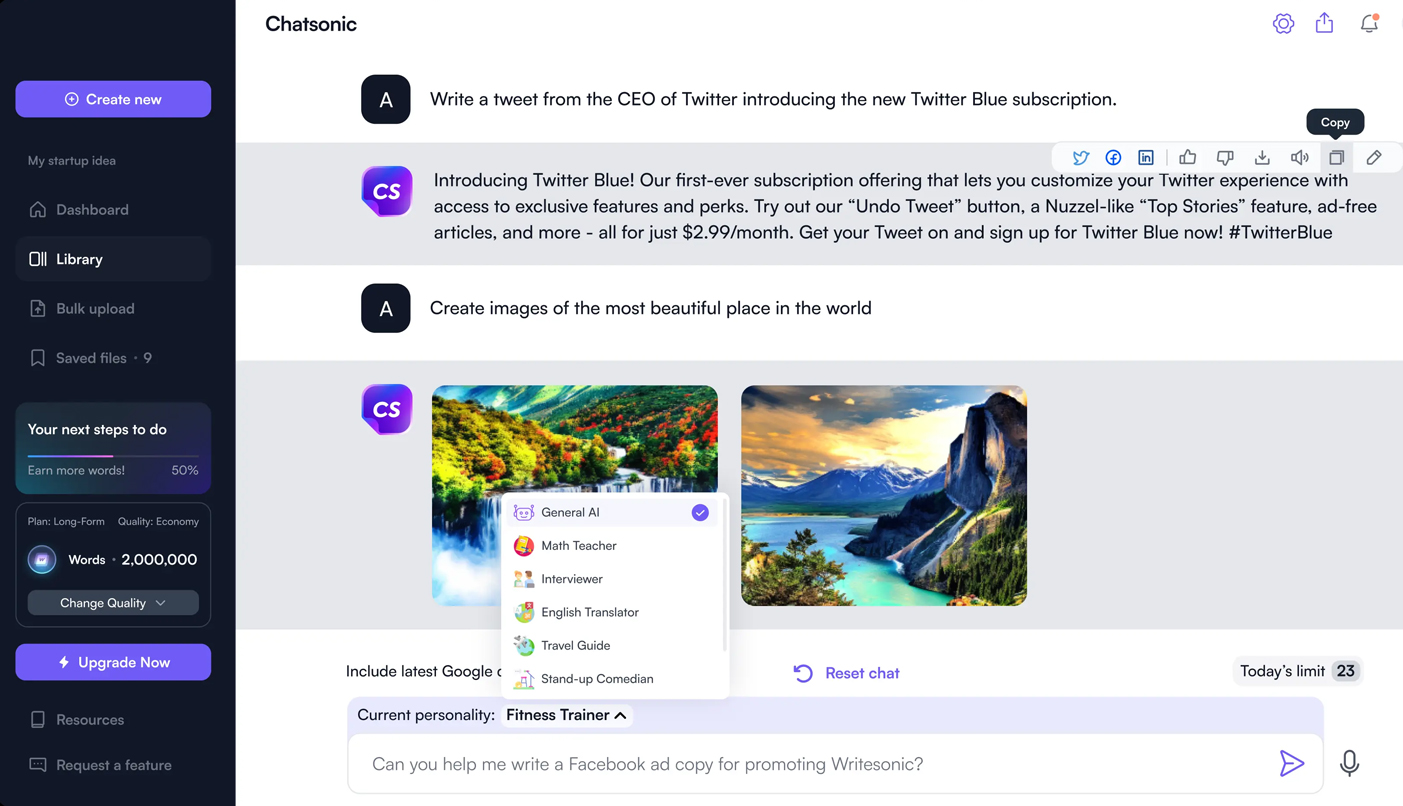 Chatsonic
Create new
My startup idea
Dashboard
Library
Bulk upload
Saved files · 9
Your next steps to do
Earn more words! 50%
Plan: Long-Form Quality: Economy
Words · 2,000,000
Change Quality
Upgrade Now
Resources
Request a feature
A
Write a tweet from the CEO of Twitter introducing the new Twitter Blue subscription.
Copy
CS
Introducing Twitter Blue! Our first-ever subscription offering that lets you customize your Twitter experience with
access to exclusive features and perks. Try out our “Undo Tweet” button, a Nuzzel-like “Top Stories” feature, ad-free
articles, and more - all for just $2.99/month. Get your Tweet on and sign up for Twitter Blue now! #TwitterBlue
A
Create images of the most beautiful place in the world
CS
General AI
Math Teacher
Interviewer
English Translator
Travel Guide
Stand-up Comedian
Include latest Google
Reset chat
Today’s limit 23
Current personality: Fitness Trainer
Can you help me write a Facebook ad copy for promoting Writesonic?